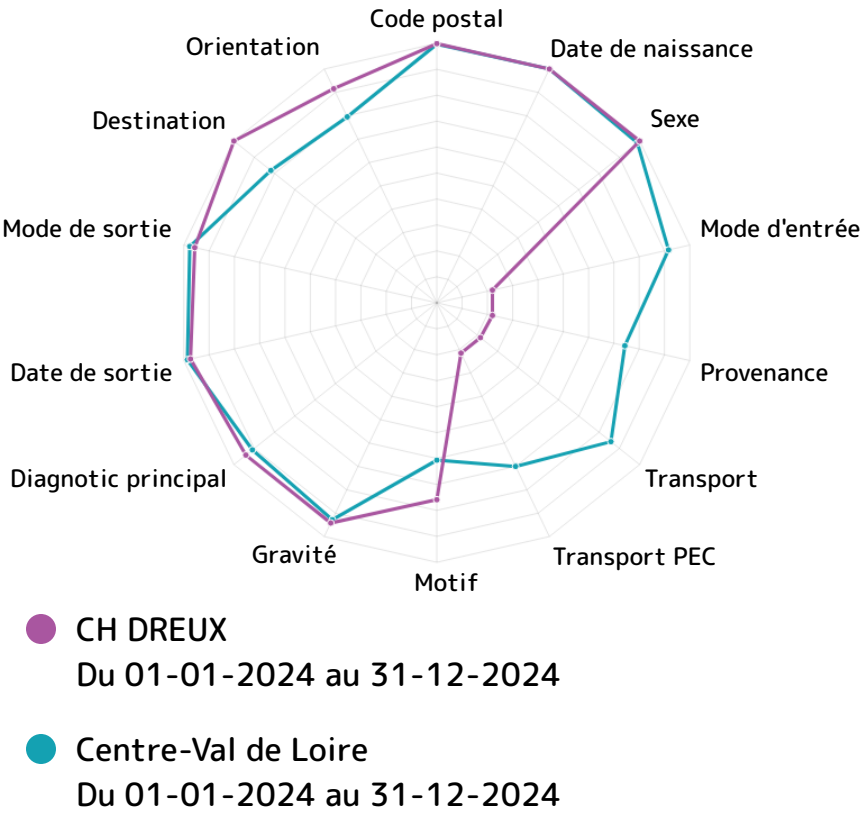 Code postal
Orientation
Date de naissance
Destination
Sexe
Mode de sortie
Mode d'entrée
Date de sortie
Provenance
Diagnotic principal
Transport
Gravité
Transport PEC
Motif
CH DREUX
Du 01-01-2024 au 31-12-2024
Centre-Val de Loire
Du 01-01-2024 au 31-12-2024